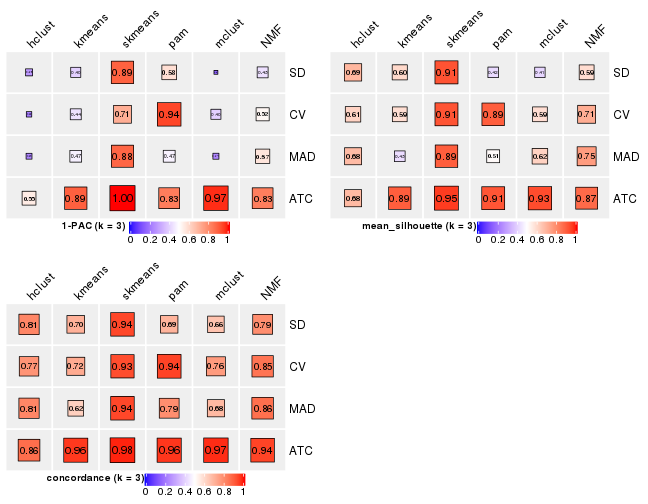 hclust kmeans skmeans pam mclust NMF
0.89 0.58 SD
0.44 0.71 0.94 0.52 CV
0.47 0.88 0.47 0.57 MAD
0.55 0.89 1.00 0.83 0.97 0.83 ATC
1-PAC (k = 3)
0 0.2 0.4 0.6 0.8 1
hclust kmeans skmeans pam mclust NMF
0.69 0.60 0.91 0.59 SD
0.61 0.59 0.91 0.89 0.59 0.71 CV
0.68 0.89 0.51 0.62 0.75 MAD
0.68 0.89 0.95 0.91 0.93 0.87 ATC
mean_silhouette (k = 3)
0 0.2 0.4 0.6 0.8 1
hclust kmeans skmeans pam mclust NMF
0.81 0.70 0.94 0.69 0.66 0.79 SD
0.77 0.72 0.93 0.94 0.76 0.85 CV
0.81 0.62 0.94 0.79 0.68 0.86 MAD
0.86 0.96 0.98 0.96 0.97 0.94 ATC
concordance (k = 3)
0 0.2 0.4 0.6 0.8 1